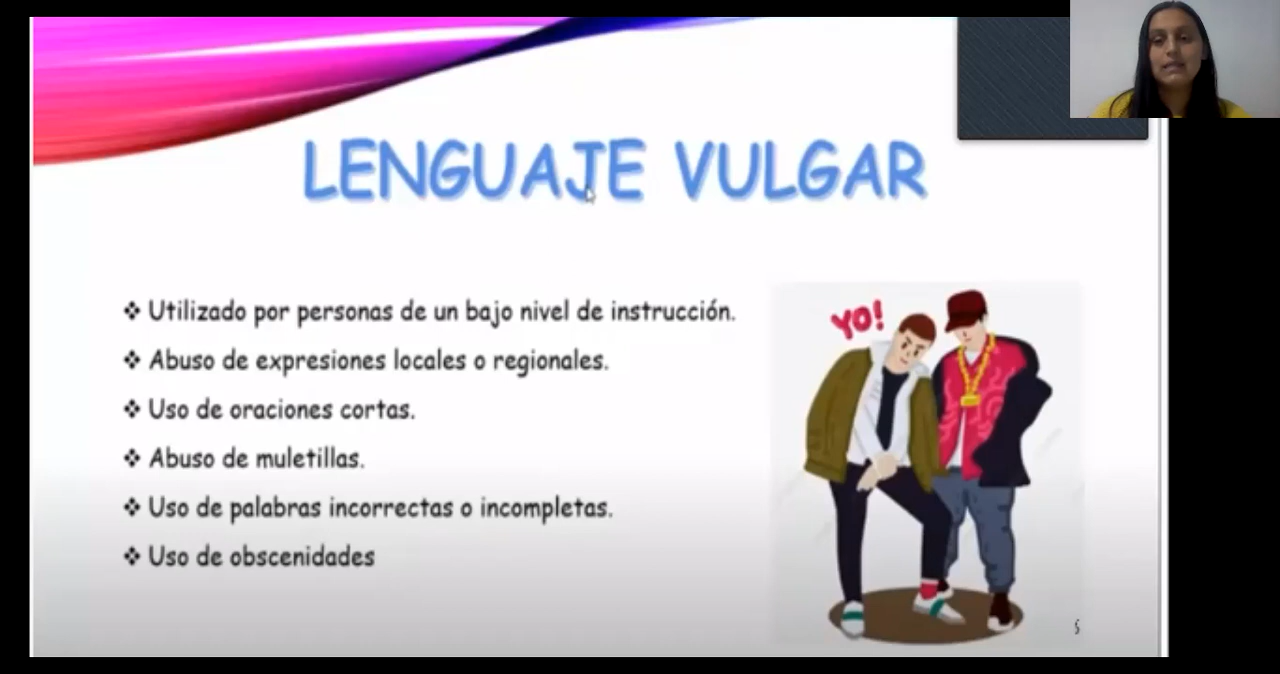 LENGUAJE VULGAR
❖ Utilizado por personas de un bajo nivel de instrucción.
❖ Abuso de expresiones locales o regionales.
❖ Uso de oraciones cortas.
❖ Abuso de muletillas.
❖ Uso de palabras incorrectas o incompletas.
❖ Uso de obscenidades
YO!
5